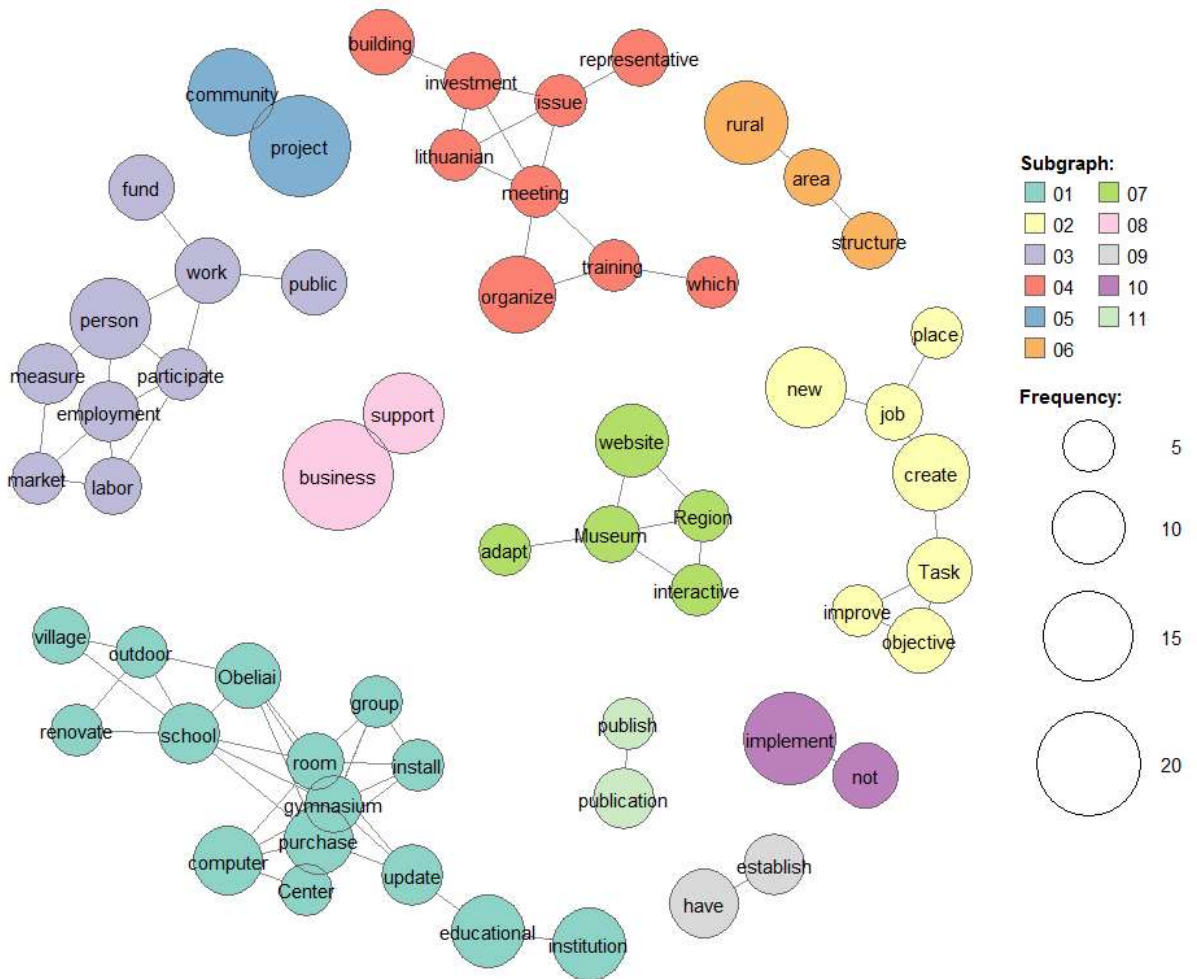 building
representative
investment
issue
lithuanian
meeting
training
organize
which
community
project
rural
area
structure
fund
work
public
person
measure
participate
employment
market
labor
support
business
website
Region
Museum
adapt
interactive
place
new
job
create
Task
improve
objective
village
outdoor
Obeliai
group
renovate
school
room
install
gymnasium
purchase
computer
Center
update
educational
institution
publish
publication
implement
not
establish
have
Subgraph:
01 07
02 08
03 09
04 10
05 11
06
Frequency:
5
10
15
20